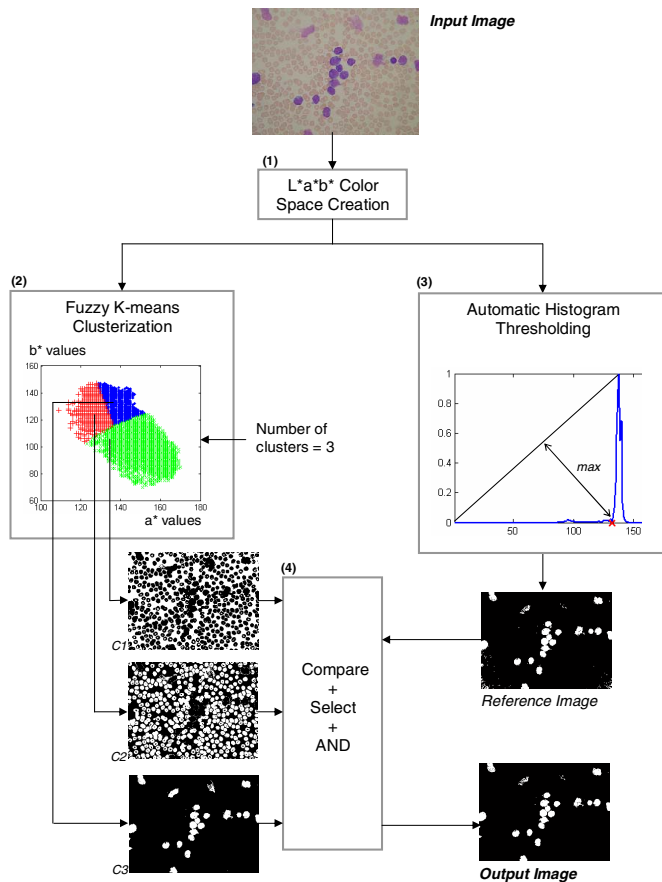 Input Image
(1)
L*a*b* Color
Space Creation
(2)
Fuzzy K-means
Clusterization
b* values
160
140
120
100
80
60
100
120
140
160
180
a* values
Number of
clusters = 3
(3)
Automatic Histogram
Thresholding
1
0.8
0.6
0.4
0.2
0
50
100
150
max
x
C1
C2
C3
(4)
Compare
+
Select
+
AND
Reference Image
Output Image